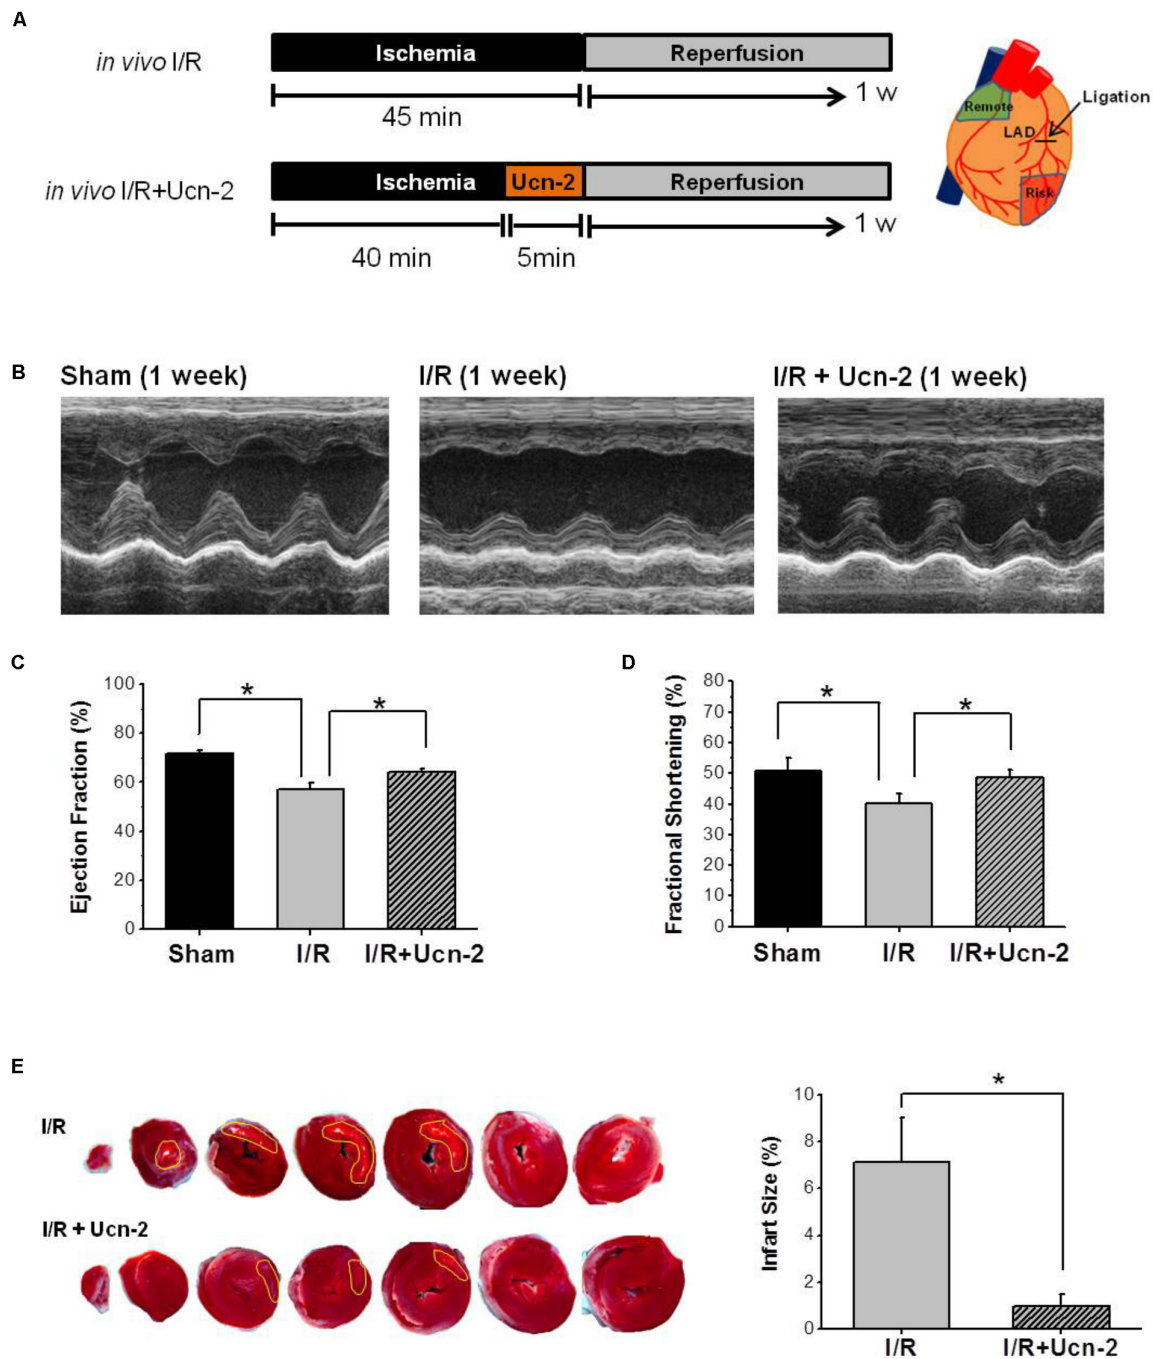 A
in vivo I/R
Ischemia
Reperfusion
45 min
1 w
in vivo I/R+Ucn-2
Ischemia
Ucn-2
Reperfusion
40 min
5min
1 w
Remote
LAD
Ligation
Risk
B
Sham (1 week)
I/R (1 week)
I/R + Ucn-2 (1 week)
C
Ejection Fraction (%)
100
80
60
40
20
0
*
*
Sham
I/R
I/R+Ucn-2
D
Fractional Shortening (%)
80
70
60
50
40
30
20
10
0
*
*
Sham
I/R
I/R+Ucn-2
E
I/R
I/R + Ucn-2
Infart Size (%)
10
8
6
4
2
0
*
I/R
I/R+Ucn-2